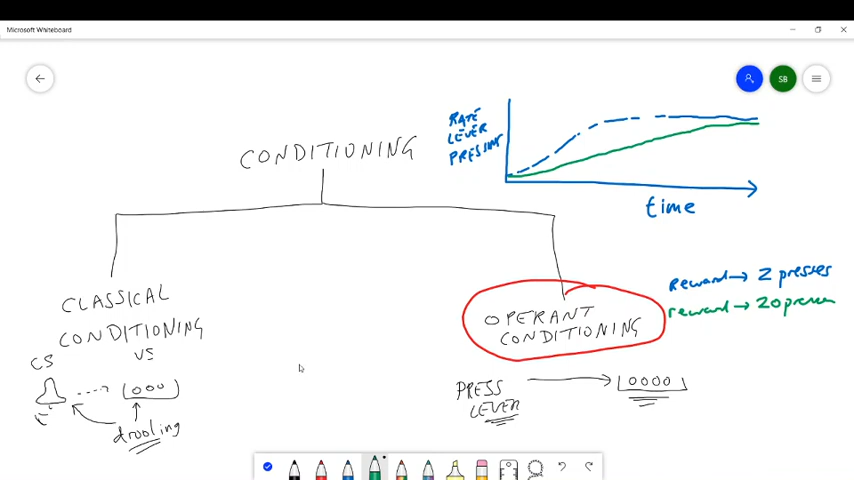 Microsoft Whiteboard
SB
CONDITIONING
RATE
LEVER
PRESSING
time
CLASSICAL
CONDITIONING
VS
CS
drooling
OPERANT
CONDITIONING
reward → 2 presses
reward → 20 presses
PRESS
LEVER